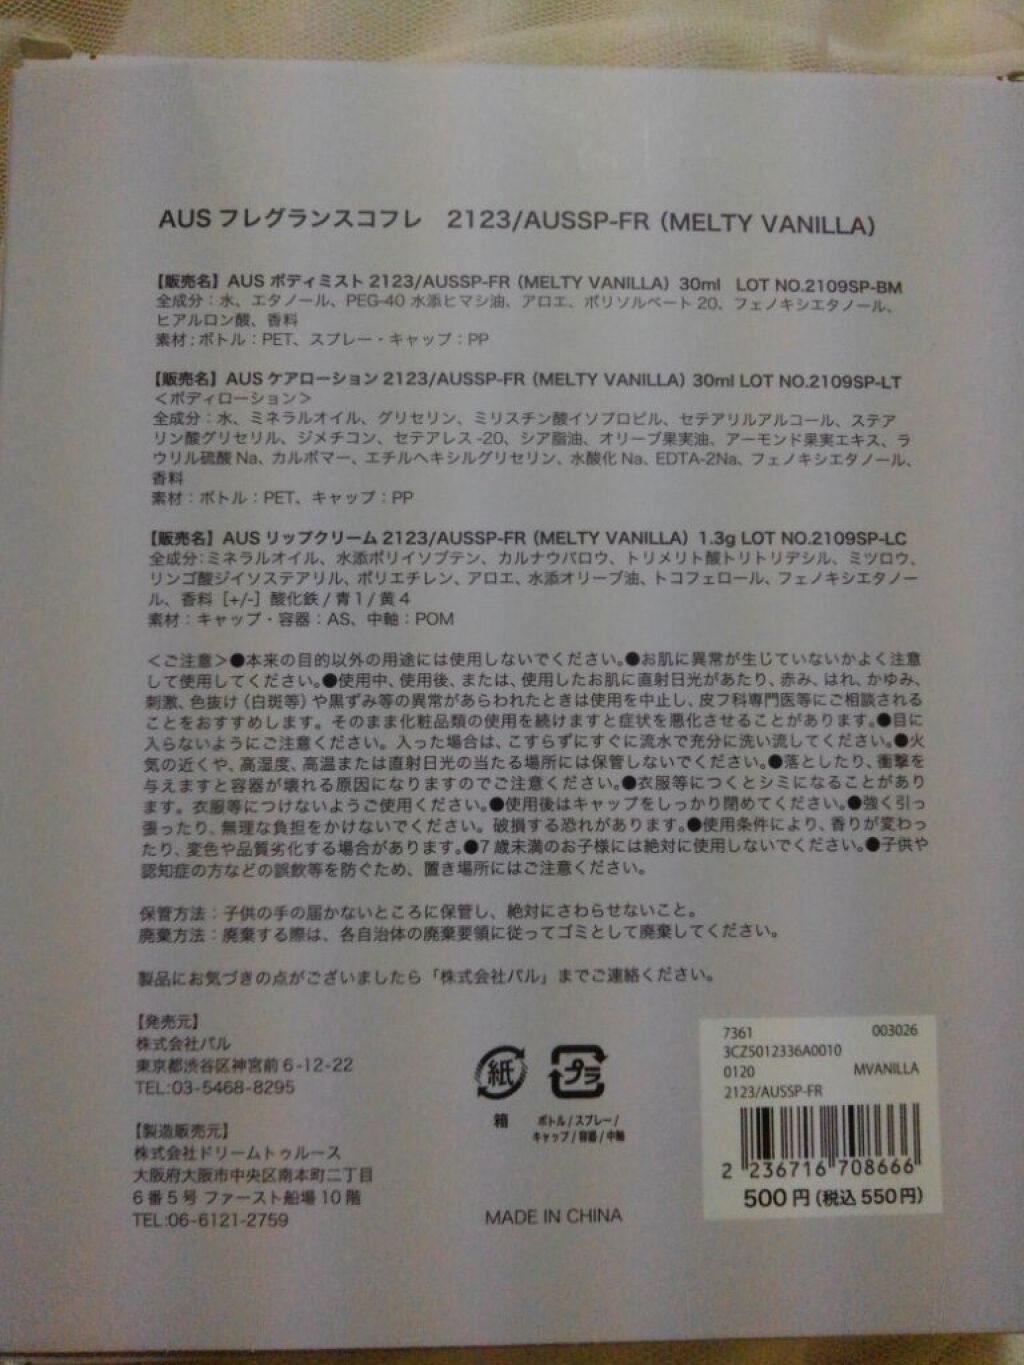 AUS フレグランスコフレ　2123/AUSSP-FR（MELTY VANILLA）
【販売名】AUS ボディミスト 2123/AUSSP-FR（MELTY VANILLA）30ml　LOT NO.2109SP-BM
全成分：水、エタノール、PEG-40 水添ヒマシ油、アロエ、ポリソルベート 20、フェノキシエタノール、
ヒアルロン酸、香料
素材：ボトル：PET、スプレー・キャップ：PP
【販売名】AUS ケアローション 2123/AUSSP-FR（MELTY VANILLA）30ml LOT NO.2109SP-LT
＜ボディローション＞
全成分：水、ミネラルオイル、グリセリン、ミリスチン酸イソプロピル、セテアリルアルコール、ステア
リン酸グリセリル、ジメチコン、セテアレス -20、シア脂油、オリーブ果実油、アーモンド果実エキス、ラ
ウリル硫酸 Na、カルボマー、エチルヘキシルグリセリン、水酸化 Na、EDTA-2Na、フェノキシエタノール、
香料
素材：ボトル：PET、キャップ：PP
【販売名】AUS リップクリーム 2123/AUSSP-FR（MELTY VANILLA）1.3g LOT NO.2109SP-LC
全成分：ミネラルオイル、水添ポリイソブテン、カルナウバロウ、トリメリト酸トリトリデシル、ミツロウ、
リンゴ酸ジイソステアリル、ポリエチレン、アロエ、水添オリーブ油、トコフェロール、フェノキシエタノー
ル、香料［+/-］酸化鉄 / 青 1 / 黄 4
素材：キャップ・容器：AS、中軸：POM
＜ご注意＞●本来の目的以外の用途には使用しないでください。●お肌に異常が生じていないかよく注意
して使用してください。●使用中、使用後、または、使用したお肌に直射日光があたり、赤み、はれ、かゆみ、
刺激、色抜け（白斑等）や黒ずみ等の異常があらわれたときは使用を中止し、皮フ科専門医等にご相談される
ことをおすすめします。そのまま化粧品類の使用を続けますと症状を悪化させることがあります。●目に
入らないようにご注意ください。入った場合は、こすらずにすぐに流水で充分に洗い流してください。●火
気の近くや、高湿度、高温または直射日光の当たる場所には保管しないでください。●落としたり、衝撃を
与えますと容器が壊れる原因になりますのでご注意ください。●衣服等につくとシミになることがあり
ます。衣服等につけないようご使用ください。●使用後はキャップをしっかり閉めてください。●強く引っ
張ったり、無理な負担をかけないでください。破損する恐れがあります。●使用条件により、香りが変わっ
たり、変色や品質劣化する場合があります。●7 歳未満のお子様には絶対に使用しないでください。●子供や
認知症の方などの誤飲等を防ぐため、置き場所にはご注意ください。
保管方法：子供の手の届かないところに保管し、絶対にさわらせないこと。
廃棄方法：廃棄する際は、各自治体の廃棄要領に従ってゴミとして廃棄してください。
製品にお気づきの点がございましたら「株式会社パル」までご連絡ください。
【発売元】
株式会社パル
東京都渋谷区神宮前 6-12-22
TEL:03-5468-8295
【製造販売元】
株式会社ドリームトゥルース
大阪府大阪市中央区南本町二丁目
6 番 5 号 ファースト船場 10 階
TEL:06-6121-2759
紙
箱
プラ
ボトル / スプレー /
キャップ / 容器 / 中軸
MADE IN CHINA
7361　003026
3CZ5012336A0010
0120　MVANILLA
2123/AUSSP-FR
2 236716 708666
500 円 (税込 550 円)